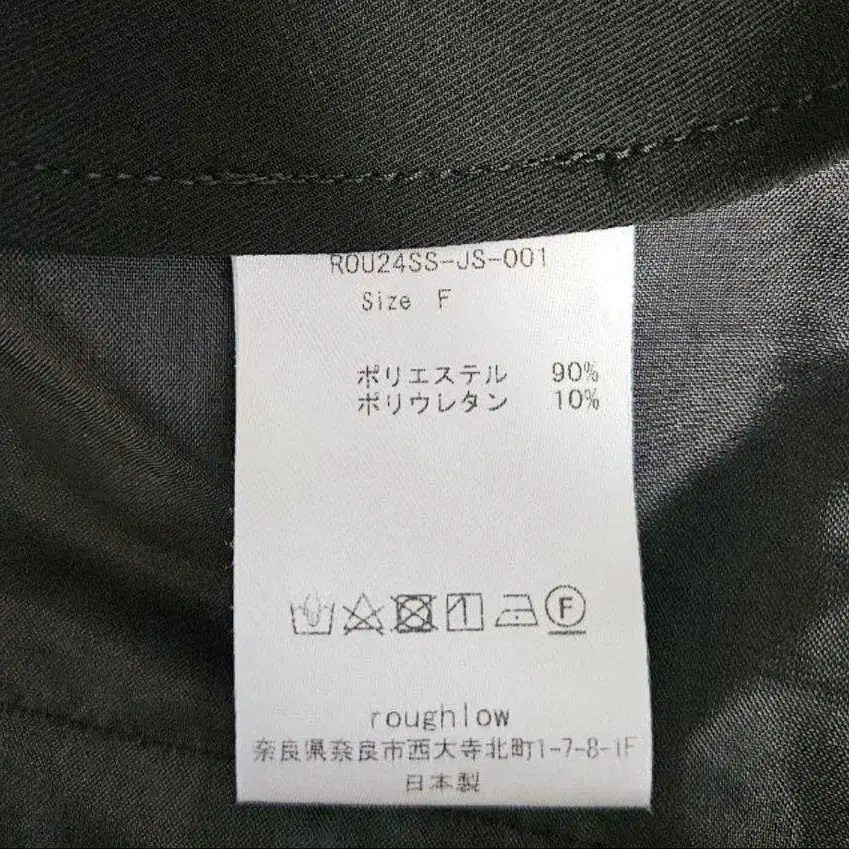 ROU24SS-JS-001
Size F
ポリエステル 90%
ポリウレタン 10%
F
roughlow
奈良県奈良市西大寺北町1-7-8-1F
日本製